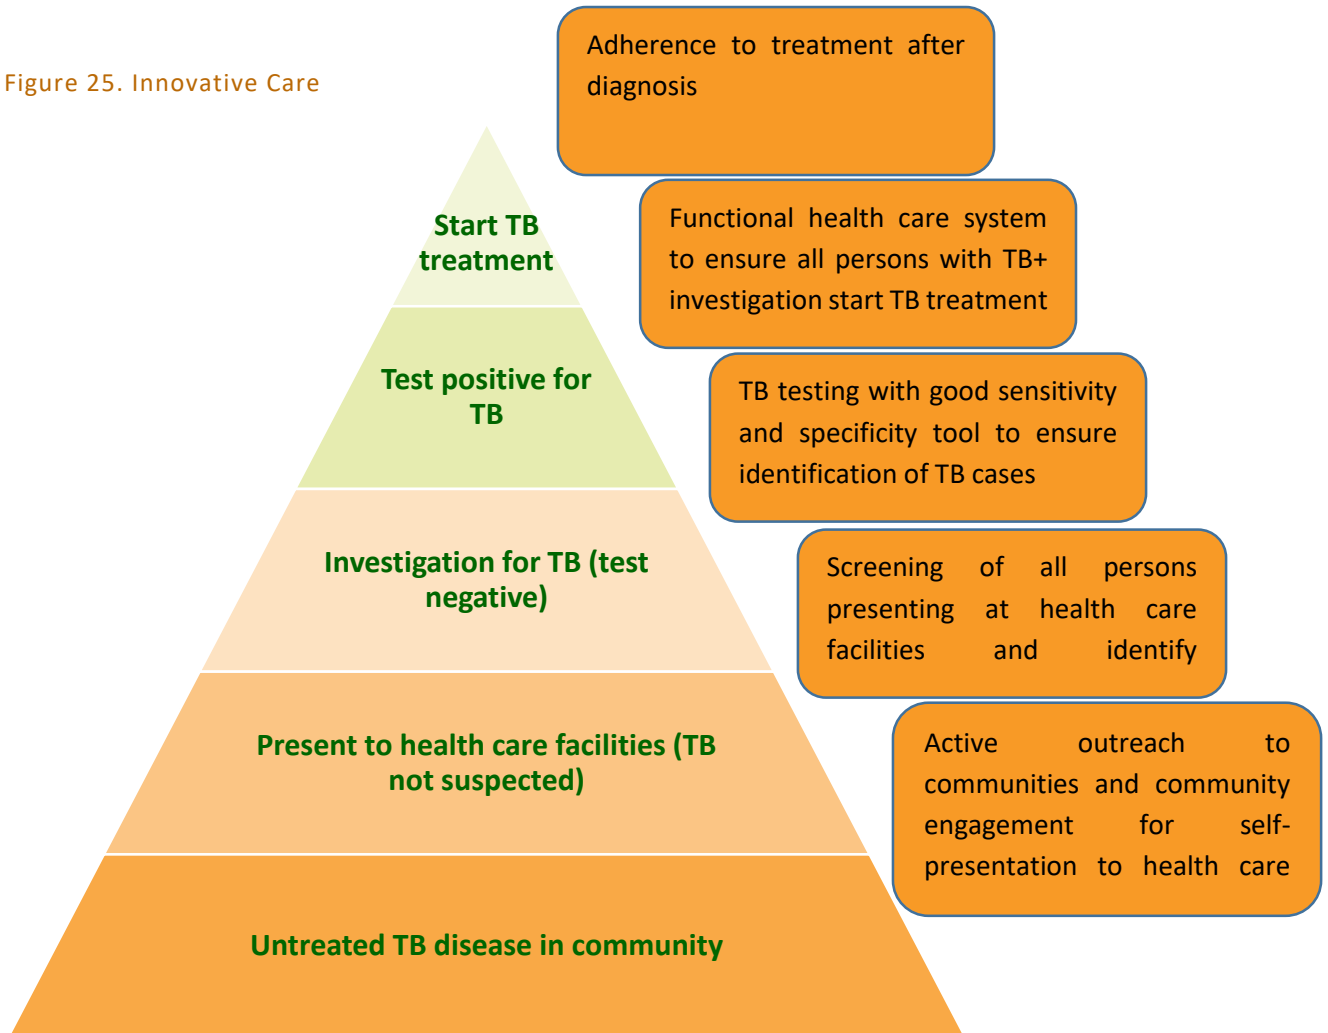 Figure 25. Innovative Care
Adherence to treatment after
diagnosis
Start TB
treatment
Functional health care system
to ensure all persons with TB+
investigation start TB treatment
Test positive for
TB
TB testing with good sensitivity
and specificity tool to ensure
identification of TB cases
Investigation for TB (test
negative)
Screening of all persons
presenting at health care
facilities and identify
Present to health care facilities (TB
not suspected)
Active outreach to
communities and community
engagement for self-
presentation to health care
Untreated TB disease in community